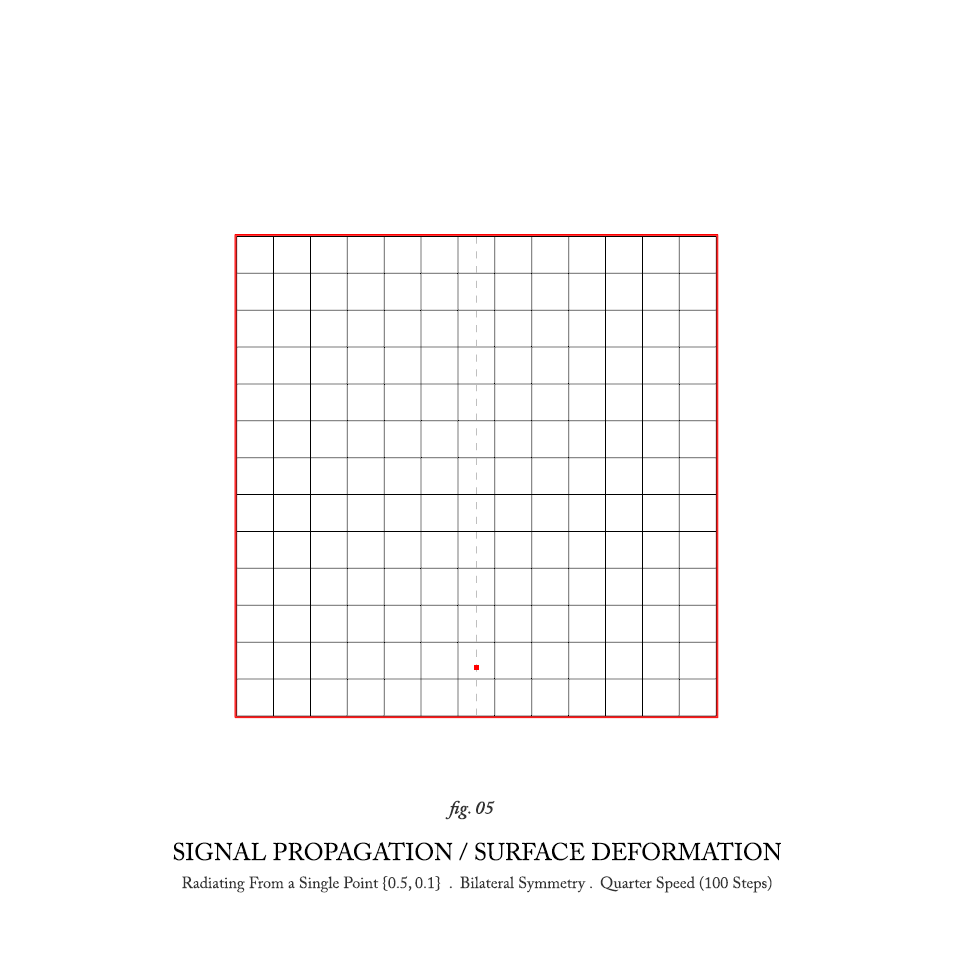 fig. 05
SIGNAL PROPAGATION / SURFACE DEFORMATION
Radiating From a Single Point {0.5, 0.1} . Bilateral Symmetry . Quarter Speed (100 Steps)